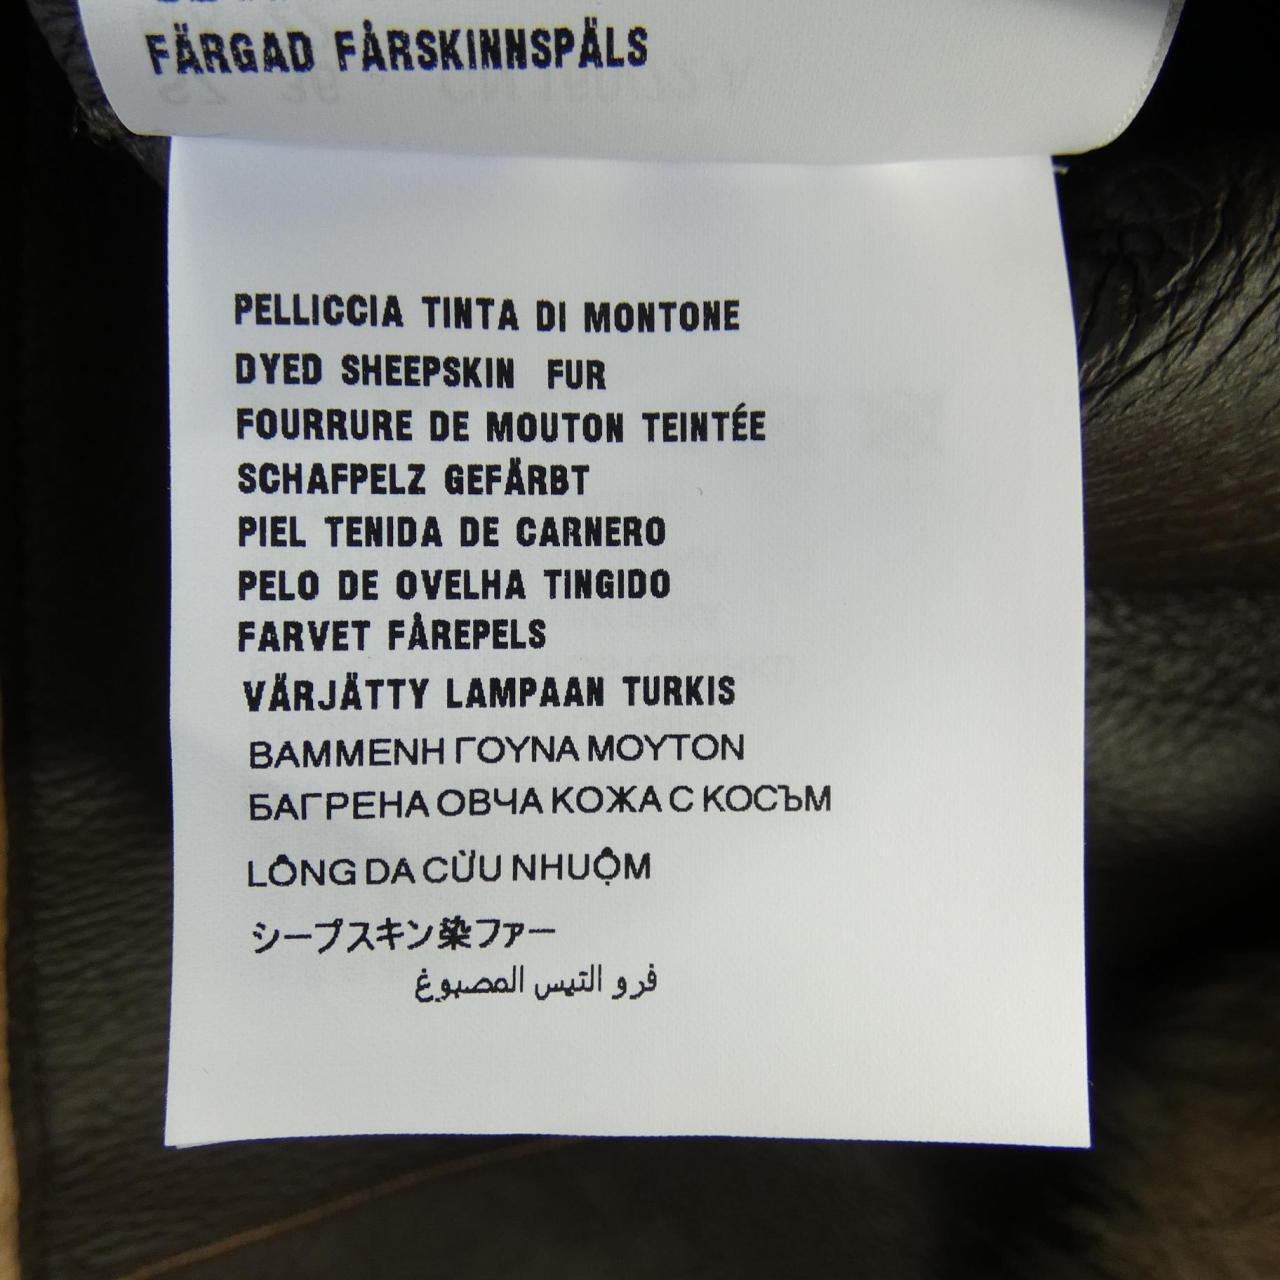 FÄRGAD FÅRSKINNSPÄLS
PELLICCIA TINTA DI MONTONE
DYED SHEEPSKIN FUR
FOURRURE DE MOUTON TEINTÉE
SCHAFPELZ GEFÄRBT
PIEL TENIDA DE CARNERO
PELO DE OVELHA TINGIDO
FARVET FÅREPELS
VÄRJÄTTY LAMPAAN TURKIS
ΒΑΜΜΕΝΗ ΓΟΥΝΑ ΜΟΥΤΟΝ
БАГРЕНА ОВЧА КОЖА С КОСЪМ
LÔNG DA CỪU NHUỘM
シープスキン染ファー
فرو التيس المصبوغ